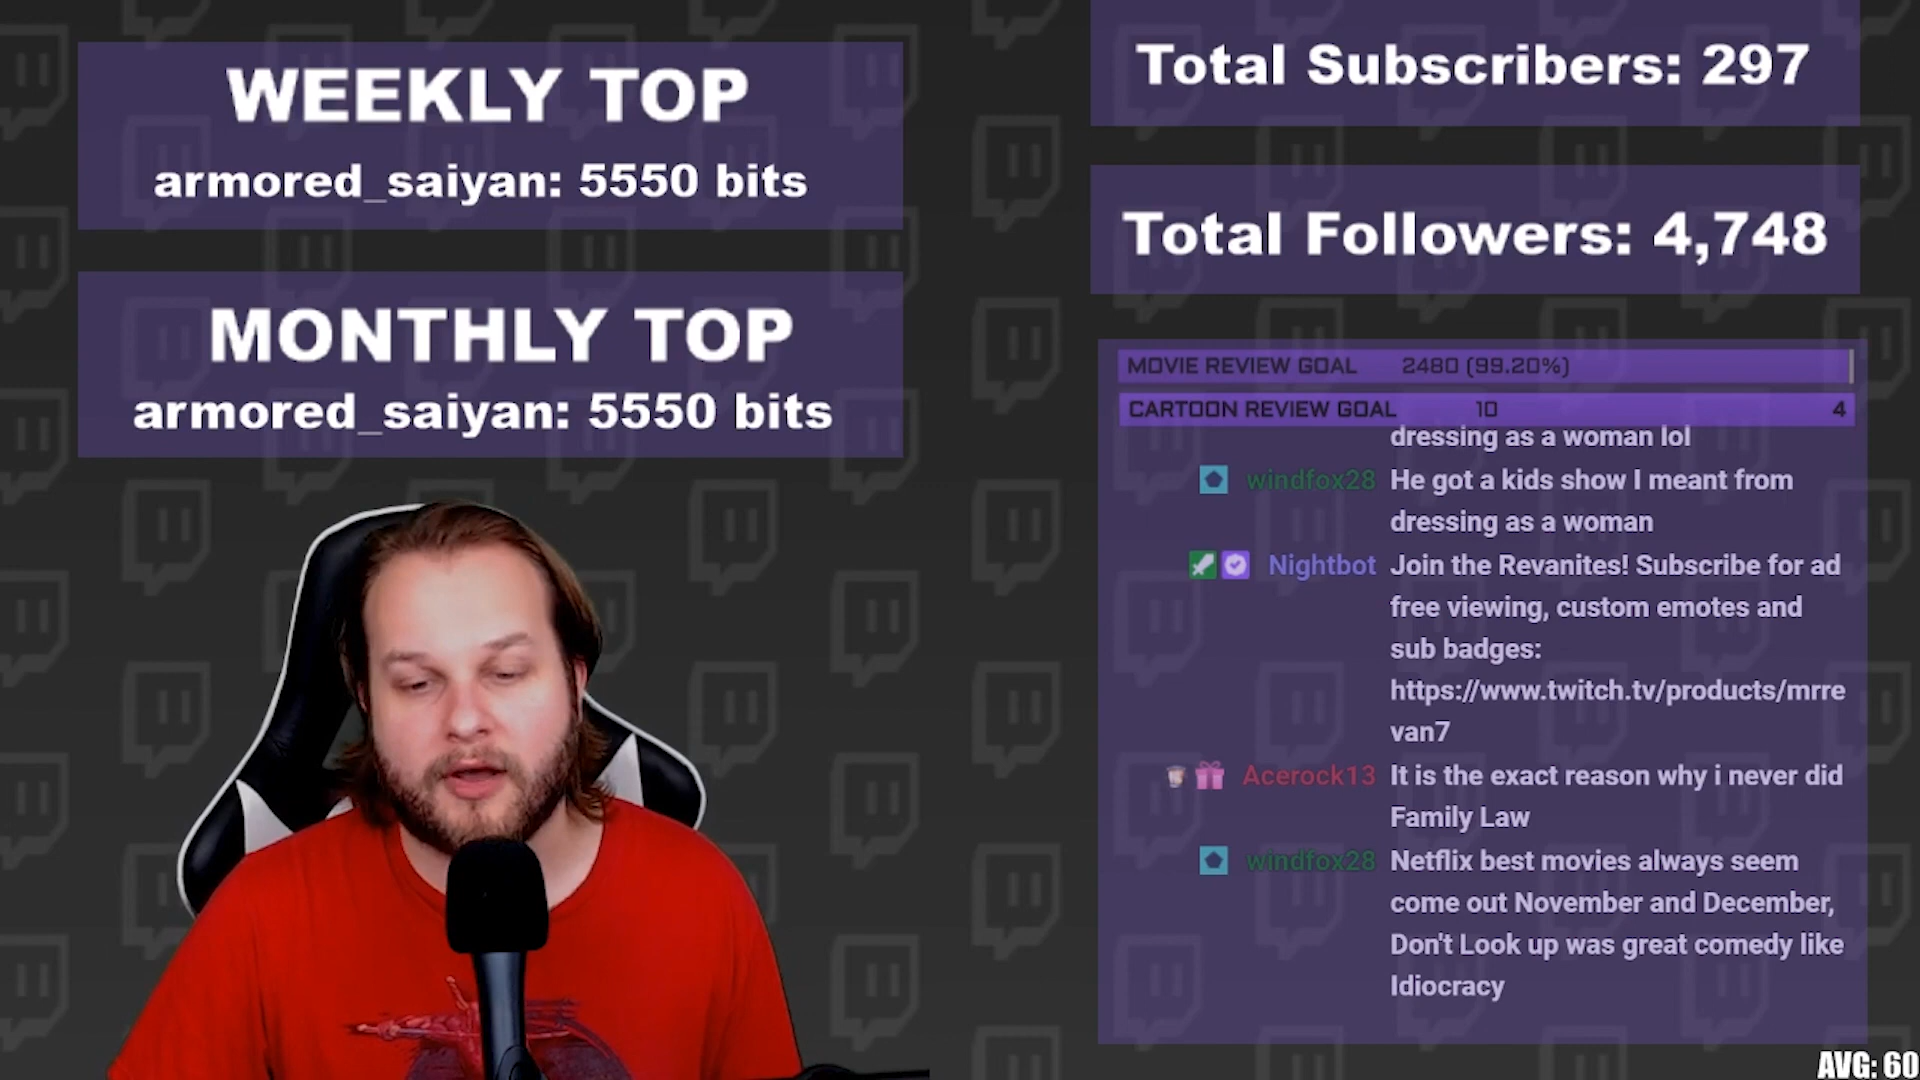 WEEKLY TOP
armored_saiyan: 5550 bits
MONTHLY TOP
armored_saiyan: 5550 bits
Total Subscribers: 297
Total Followers: 4,748
MOVIE REVIEW GOAL 2480 (99.20%)
CARTOON REVIEW GOAL 10 4
dressing as a woman lol
windfox28 He got a kids show I meant from
dressing as a woman
Nightbot Join the Revanites! Subscribe for ad
free viewing, custom emotes and
sub badges:
https://www.twitch.tv/products/mrre
van7
Acerock13 It is the exact reason why i never did
Family Law
windfox28 Netflix best movies always seem
come out November and December,
Don't Look up was great comedy like
Idiocracy
AVG: 60